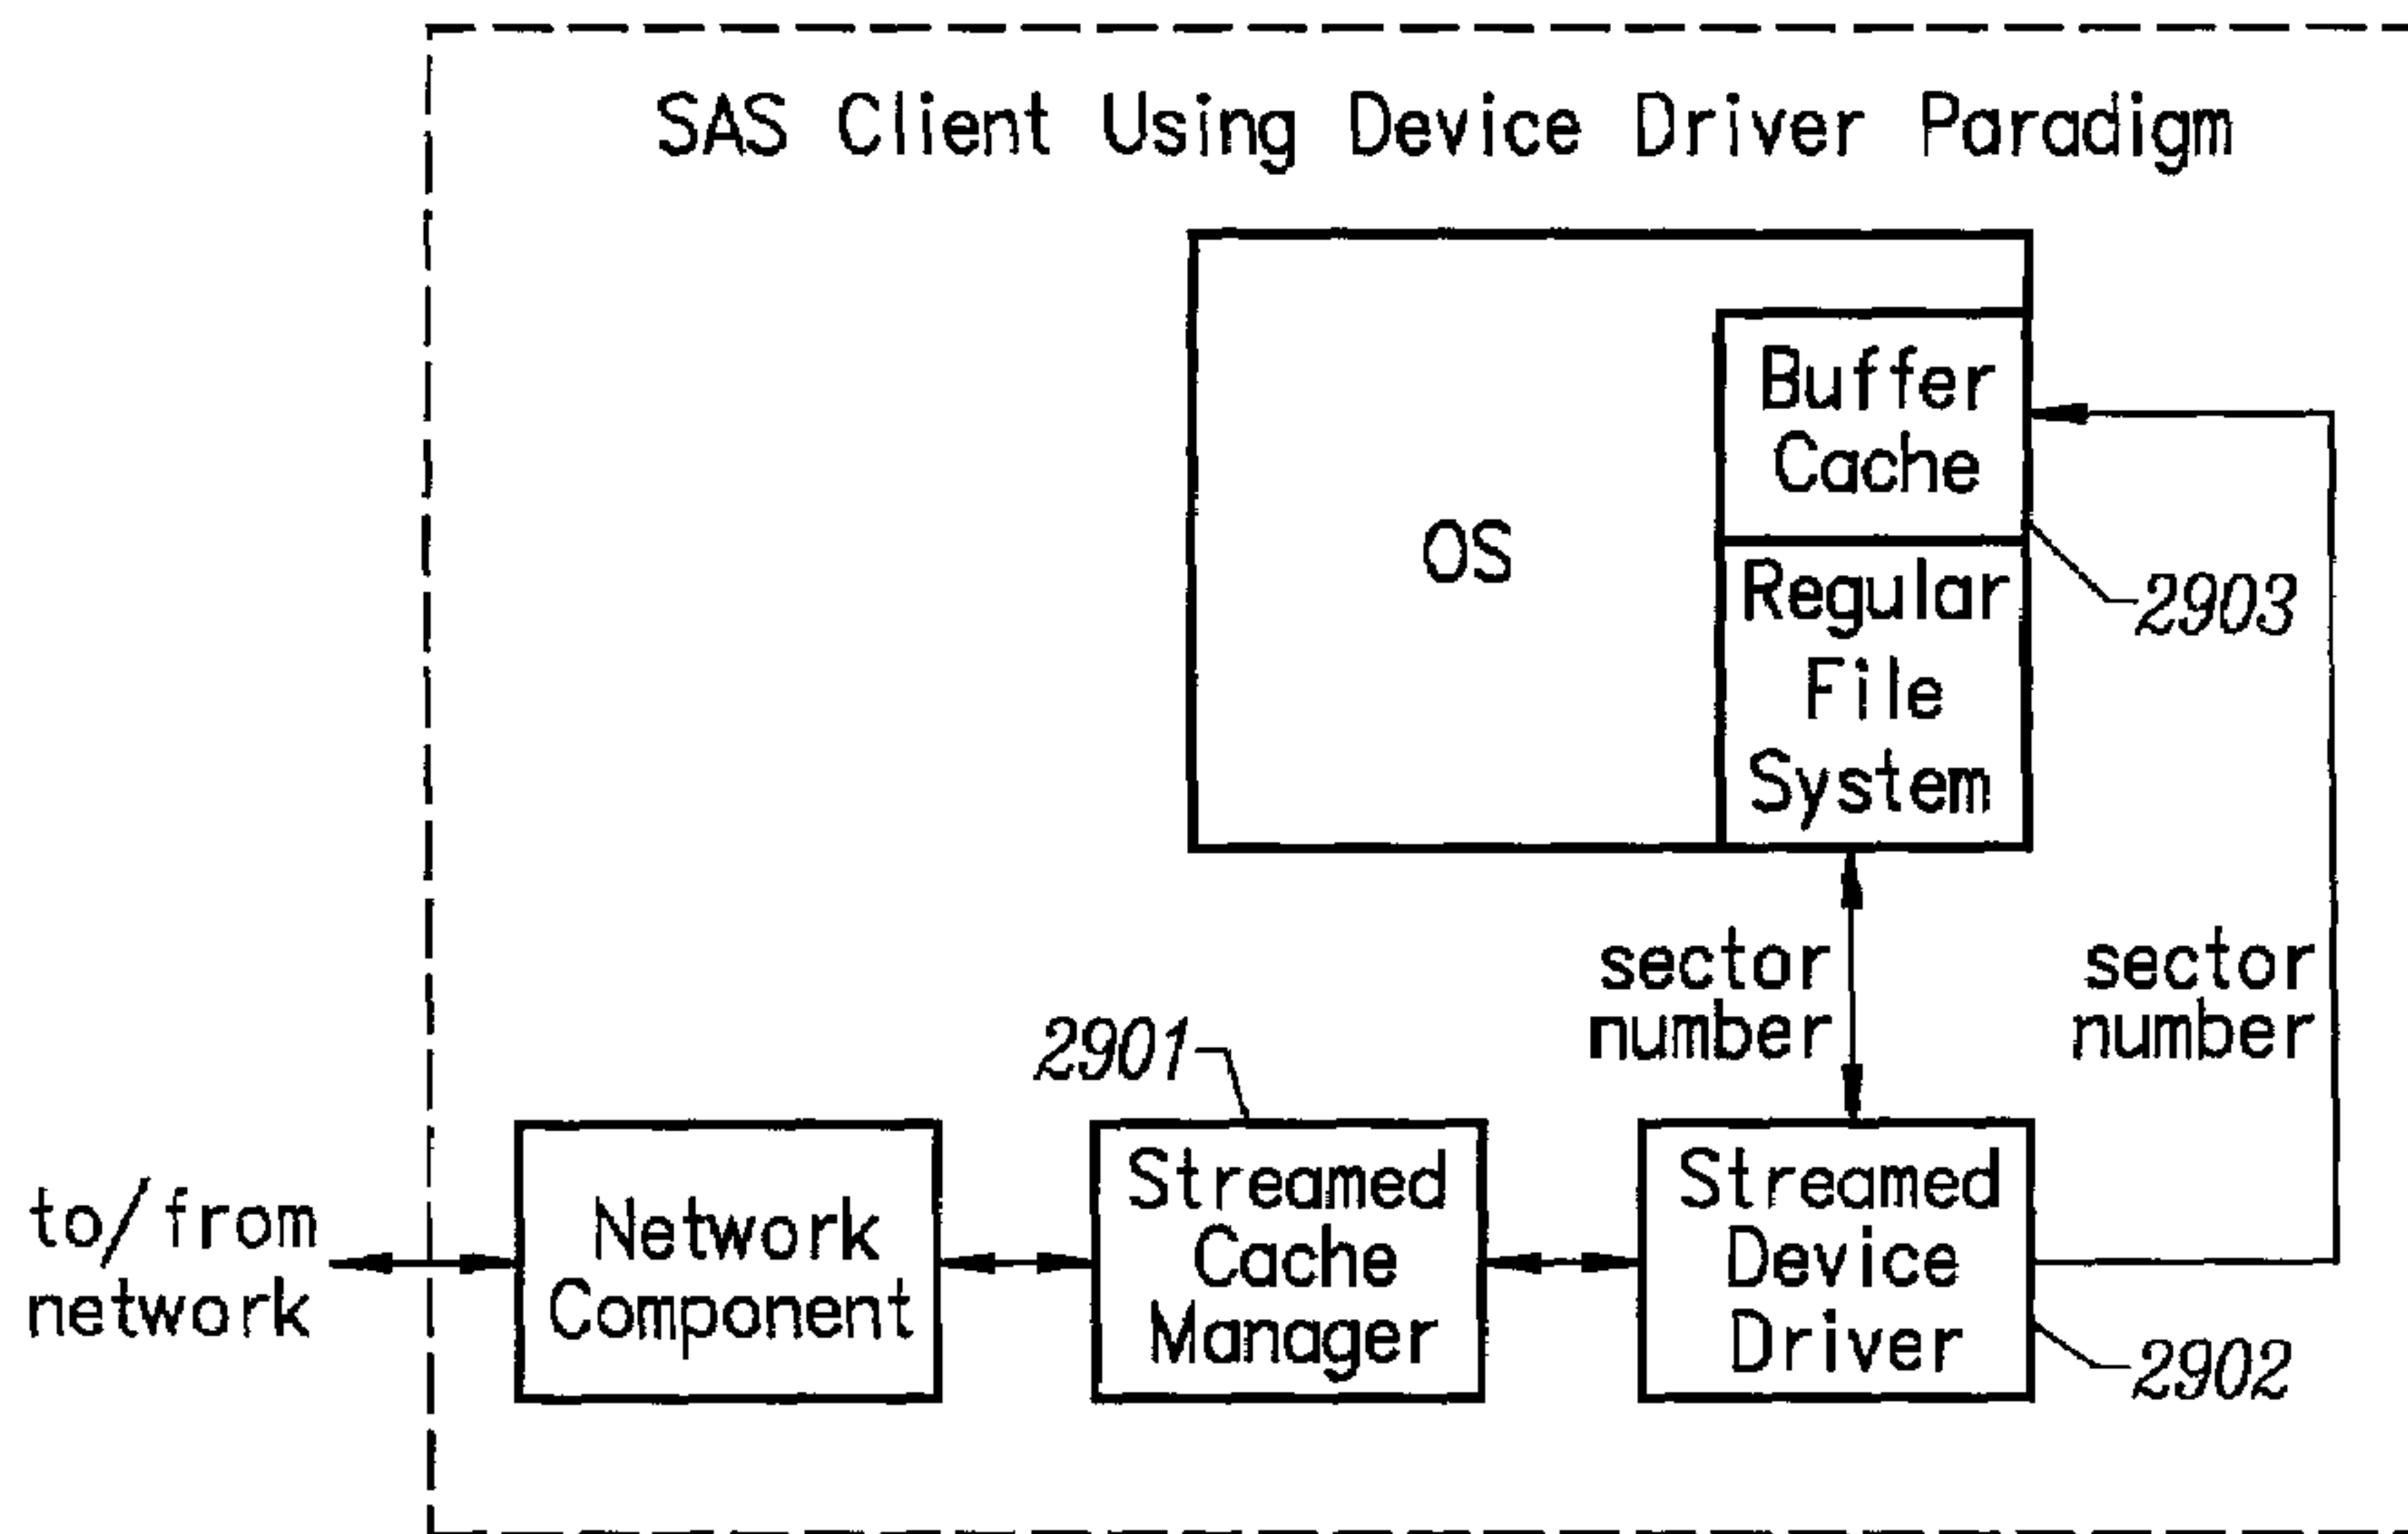 SAS Client Using Device Driver Paradigm
Buffer
Cache
OS
Regular
File
System
2903
sector
number
sector
number
2901
to/from
network
Network
Component
Streamed
Cache
Manager
Streamed
Device
Driver
2902